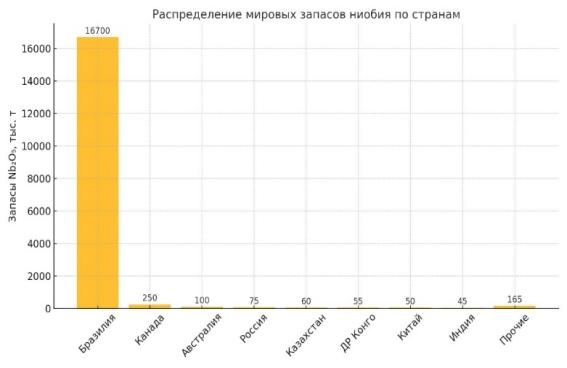 Распределение мировых запасов ниобия по странам
Запасы Nb₂O₅, тыс. т
16000
14000
12000
10000
8000
6000
4000
2000
0
16700
250
100
75
60
55
50
45
165
Бразилия
Канада
Австралия
Россия
Казахстан
ДР Конго
Китай
Индия
Прочие